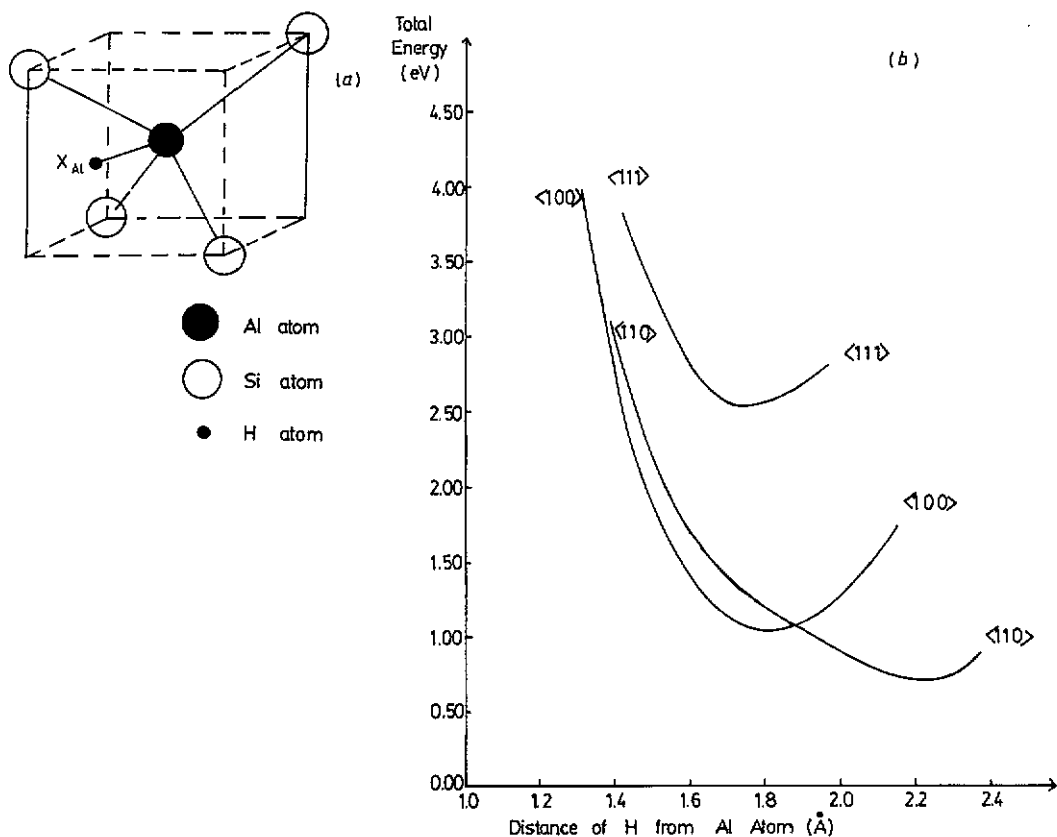 (a)
X Al
Al atom
Si atom
H atom
Total
Energy
(eV)
(b)
4.50
4.00
3.50
3.00
2.50
2.00
1.50
1.00
0.50
0.00
<100>
<111>
<110>
<111>
<100>
<110>
1.0 1.2 1.4 1.6 1.8 2.0 2.2 2.4
Distance of H from Al Atom (Å)